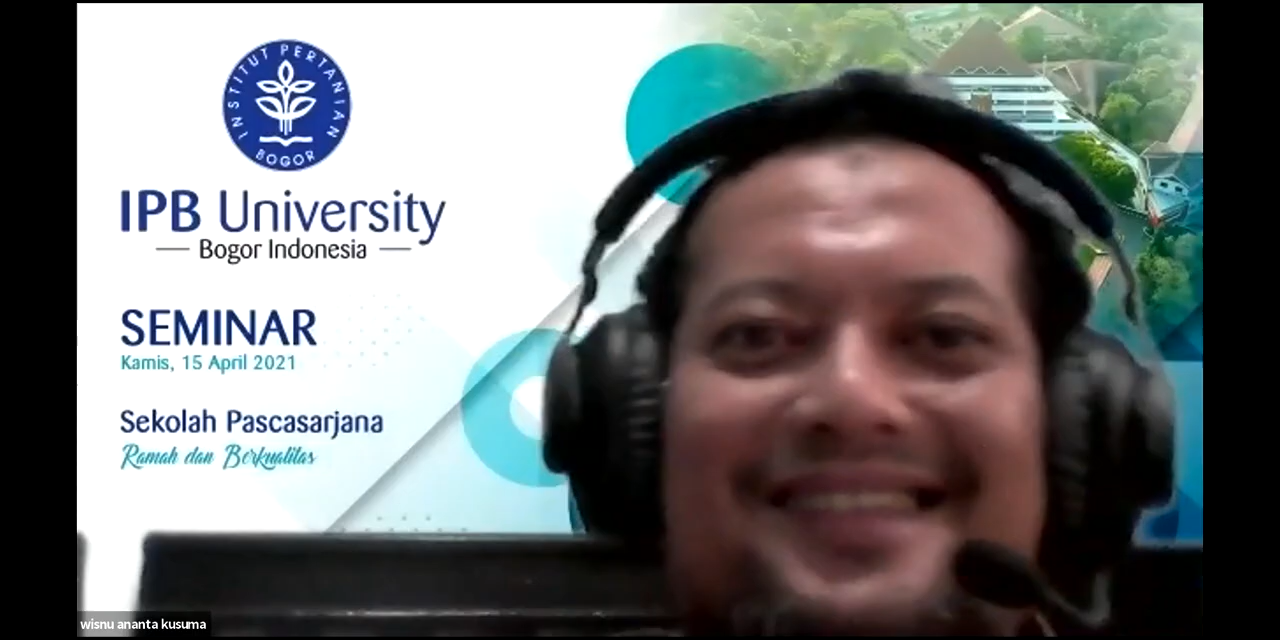 INSTITUT PERTANIAN
BOGOR
IPB University
Bogor Indonesia
SEMINAR
Kamis, 15 April 2021
Sekolah Pascasarjana
Ramah dan Berkualitas
wisnu ananta kusuma